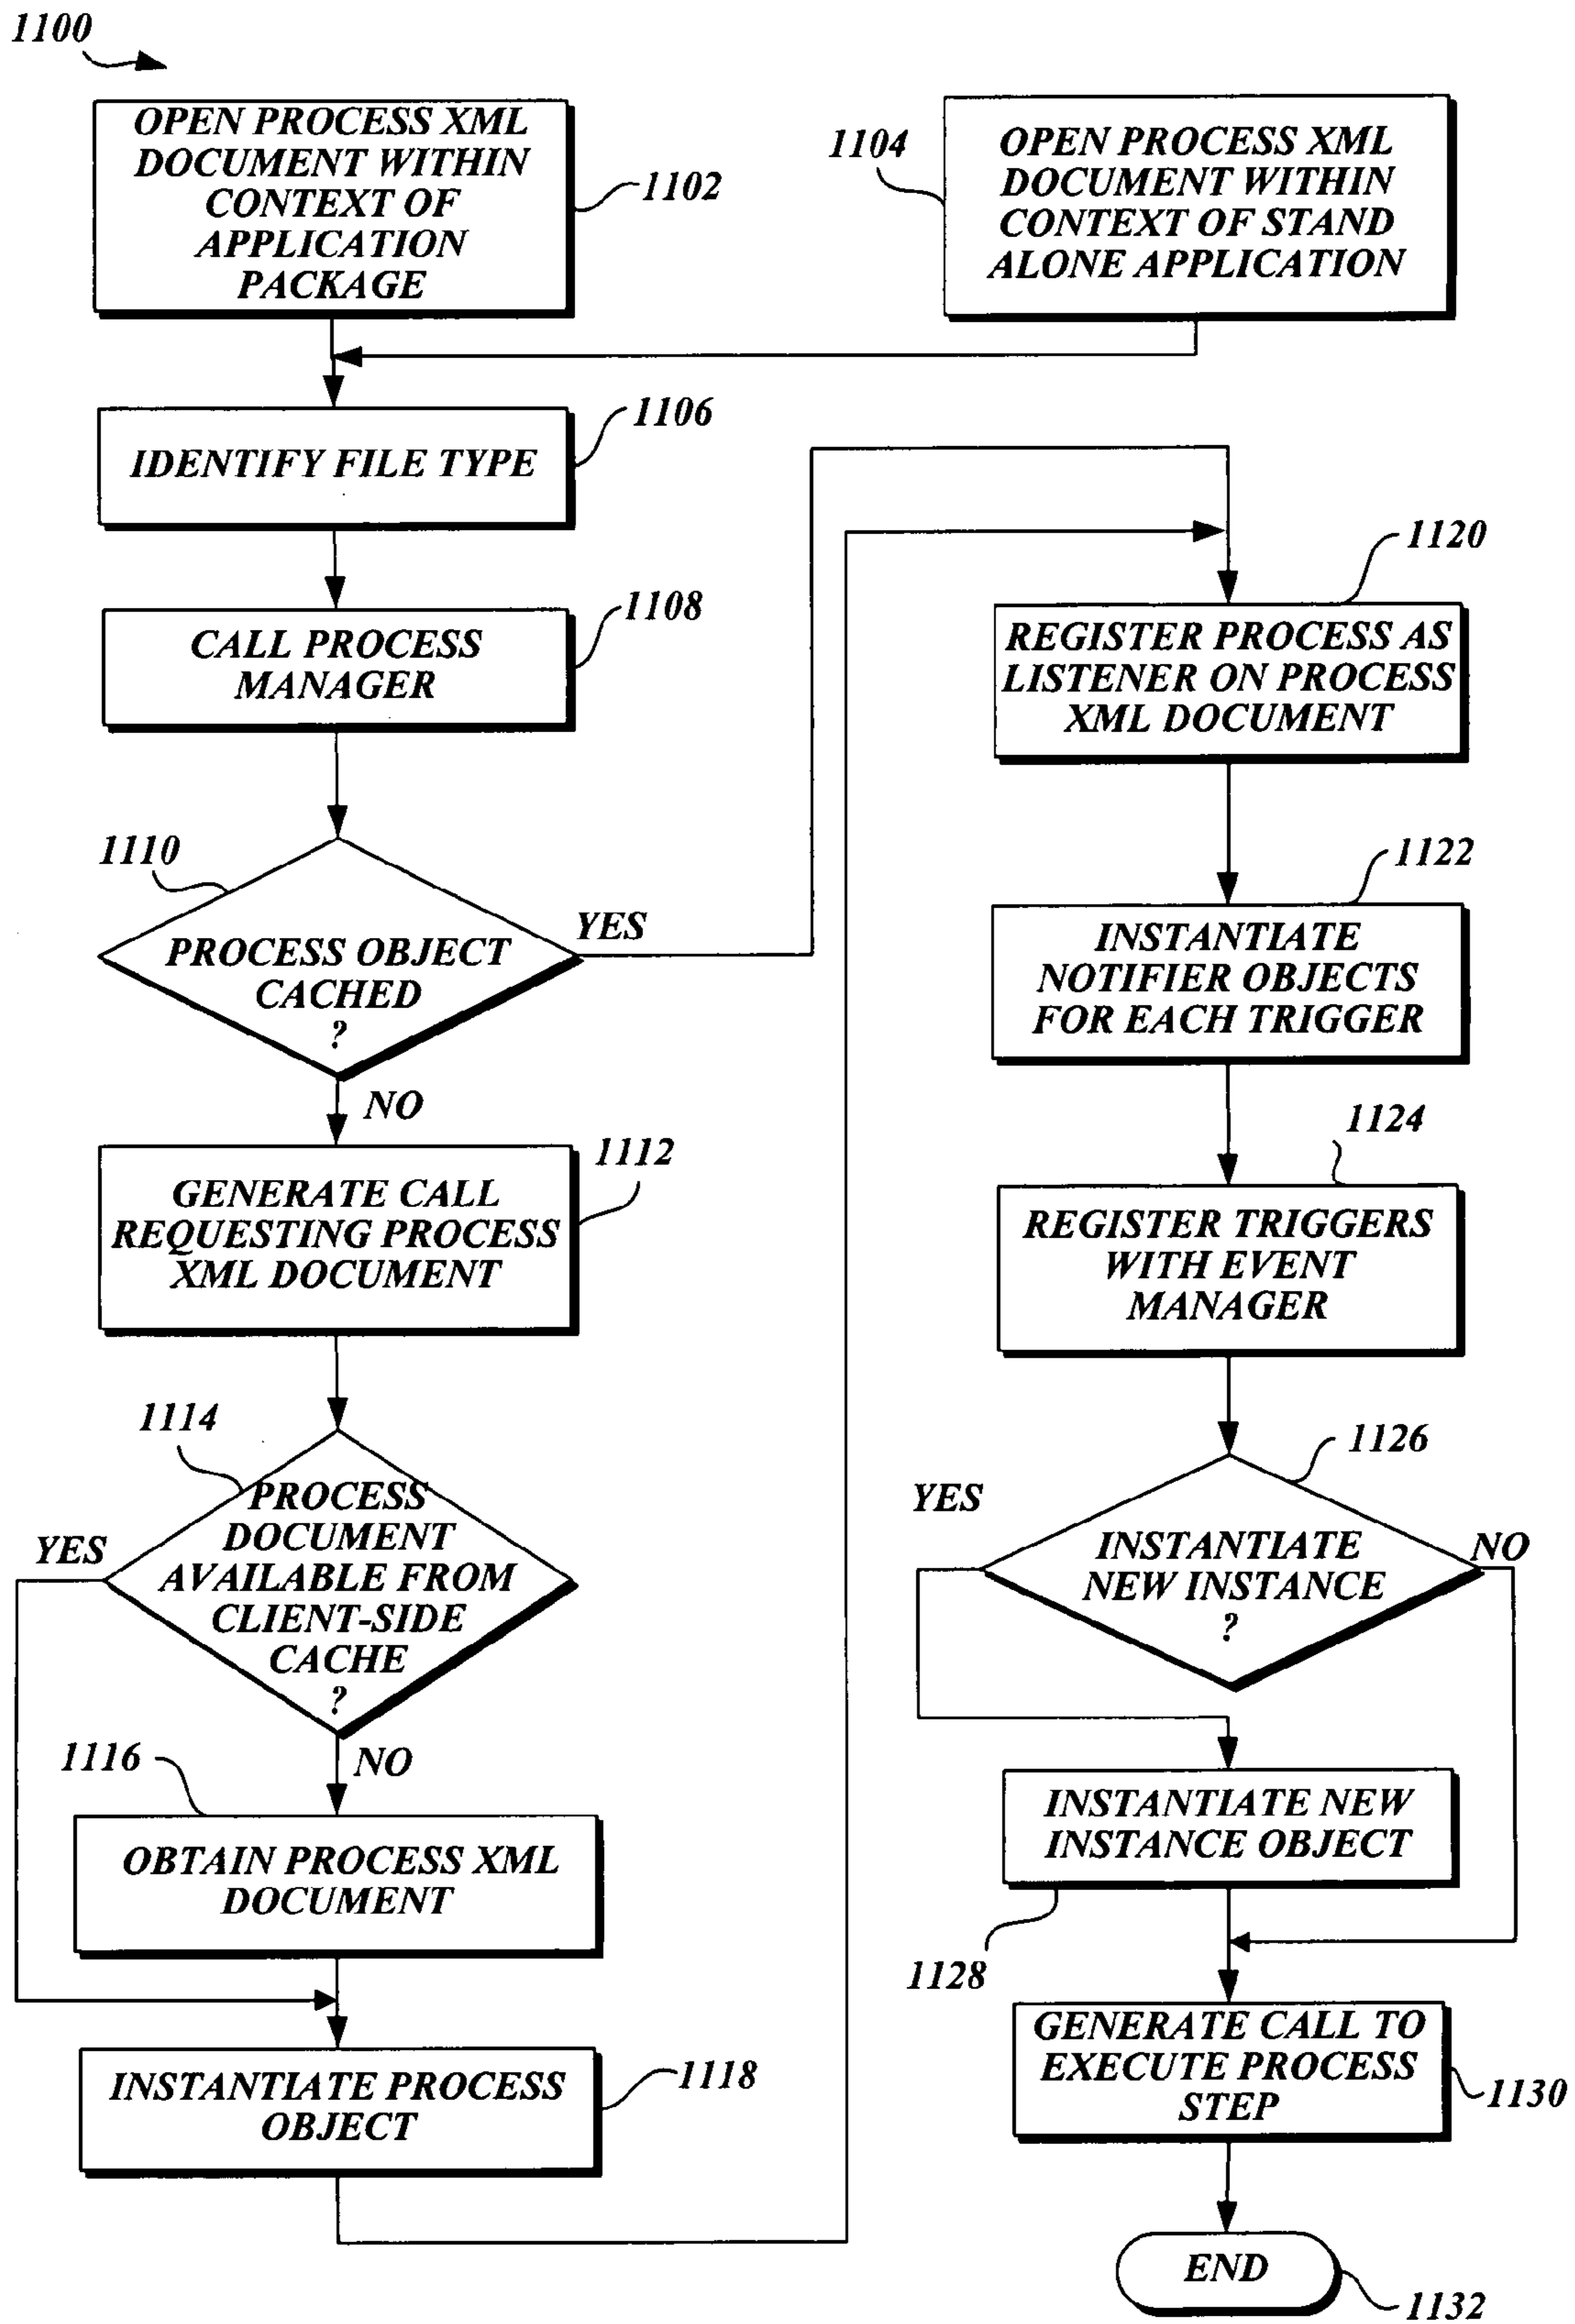 1100
OPEN PROCESS XML
DOCUMENT WITHIN
CONTEXT OF
APPLICATION
PACKAGE
1102
1104
OPEN PROCESS XML
DOCUMENT WITHIN
CONTEXT OF STAND
ALONE APPLICATION
1106
IDENTIFY FILE TYPE
1108
CALL PROCESS
MANAGER
1110
PROCESS OBJECT
CACHED
?
YES
NO
1112
GENERATE CALL
REQUESTING PROCESS
XML DOCUMENT
1114
PROCESS
DOCUMENT
AVAILABLE FROM
CLIENT-SIDE
CACHE
?
YES
NO
1116
OBTAIN PROCESS XML
DOCUMENT
INSTANTIATE PROCESS
OBJECT
1118
1120
REGISTER PROCESS AS
LISTENER ON PROCESS
XML DOCUMENT
1122
INSTANTIATE
NOTIFIER OBJECTS
FOR EACH TRIGGER
1124
REGISTER TRIGGERS
WITH EVENT
MANAGER
1126
YES
INSTANTIATE
NEW INSTANCE
?
NO
INSTANTIATE NEW
INSTANCE OBJECT
1128
GENERATE CALL TO
EXECUTE PROCESS
STEP
1130
END
1132